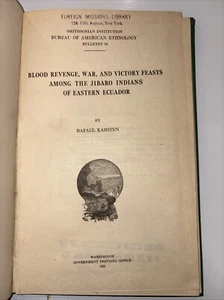 FOREIGN MISSIONS LIBRARY
156 Fifth Avenue, New York
SMITHSONIAN INSTITUTION
BUREAU OF AMERICAN ETHNOLOGY
BULLETIN 79
BLOOD REVENGE, WAR, AND VICTORY FEASTS
AMONG THE JIBARO INDIANS
OF EASTERN ECUADOR
BY
RAFAEL KARSTEN
WASHINGTON
GOVERNMENT PRINTING OFFICE